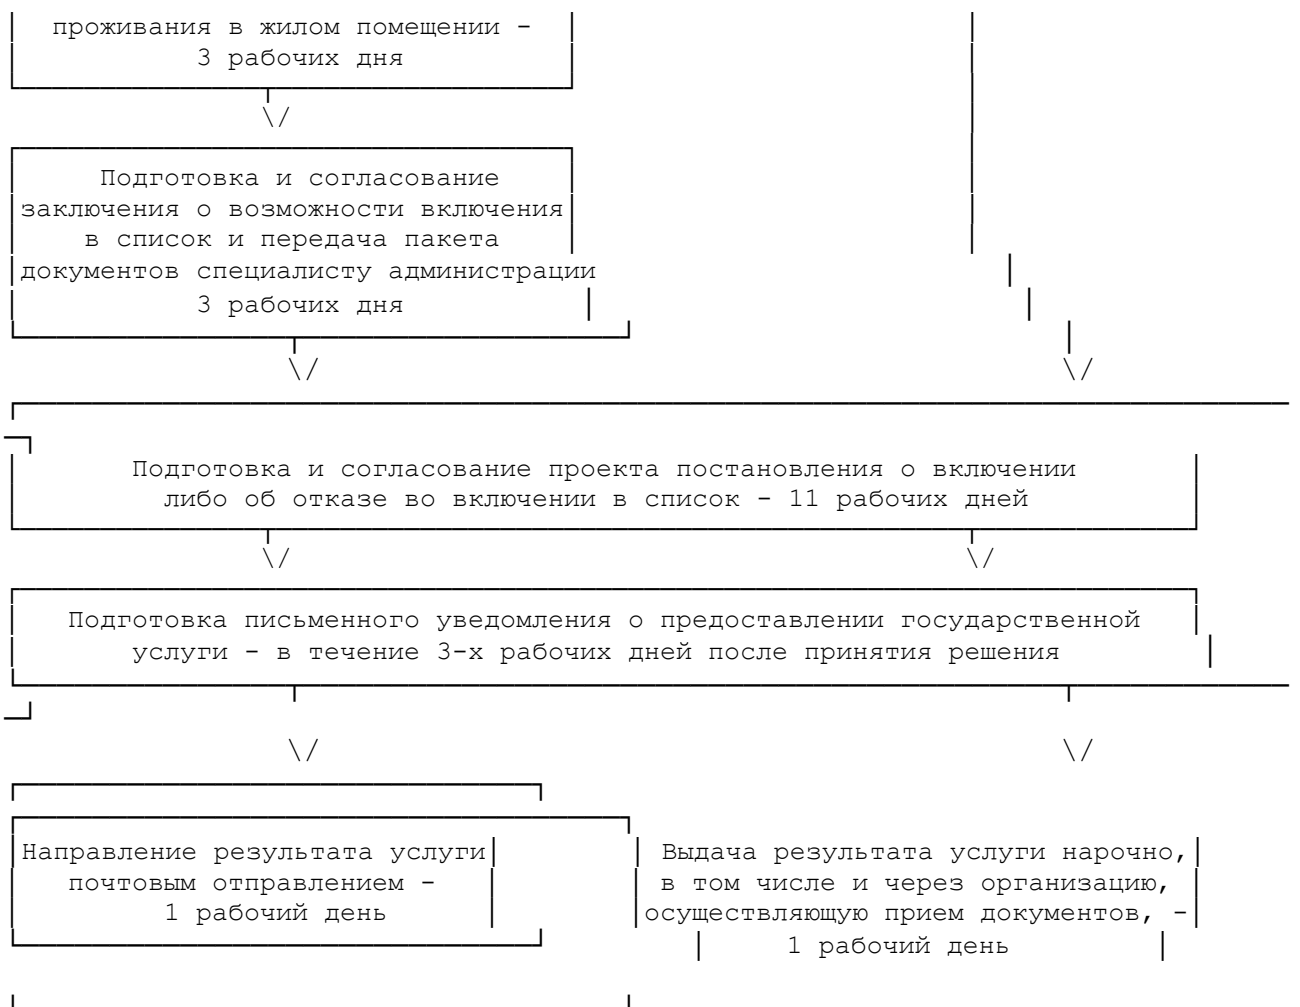 проживания в жилом помещении -
3 рабочих дня
\/
Подготовка и согласование
заключения о возможности включения
в список и передача пакета
документов специалисту администрации
3 рабочих дня
\/ \/
Подготовка и согласование проекта постановления о включении
либо об отказе во включении в список - 11 рабочих дней
\/ \/
Подготовка письменного уведомления о предоставлении государственной
услуги - в течение 3-х рабочих дней после принятия решения
\/ \/
Направление результата услуги
почтовым отправлением -
1 рабочий день
Выдача результата услуги нарочно,
в том числе и через организацию,
осуществляющую прием документов, -
1 рабочий день